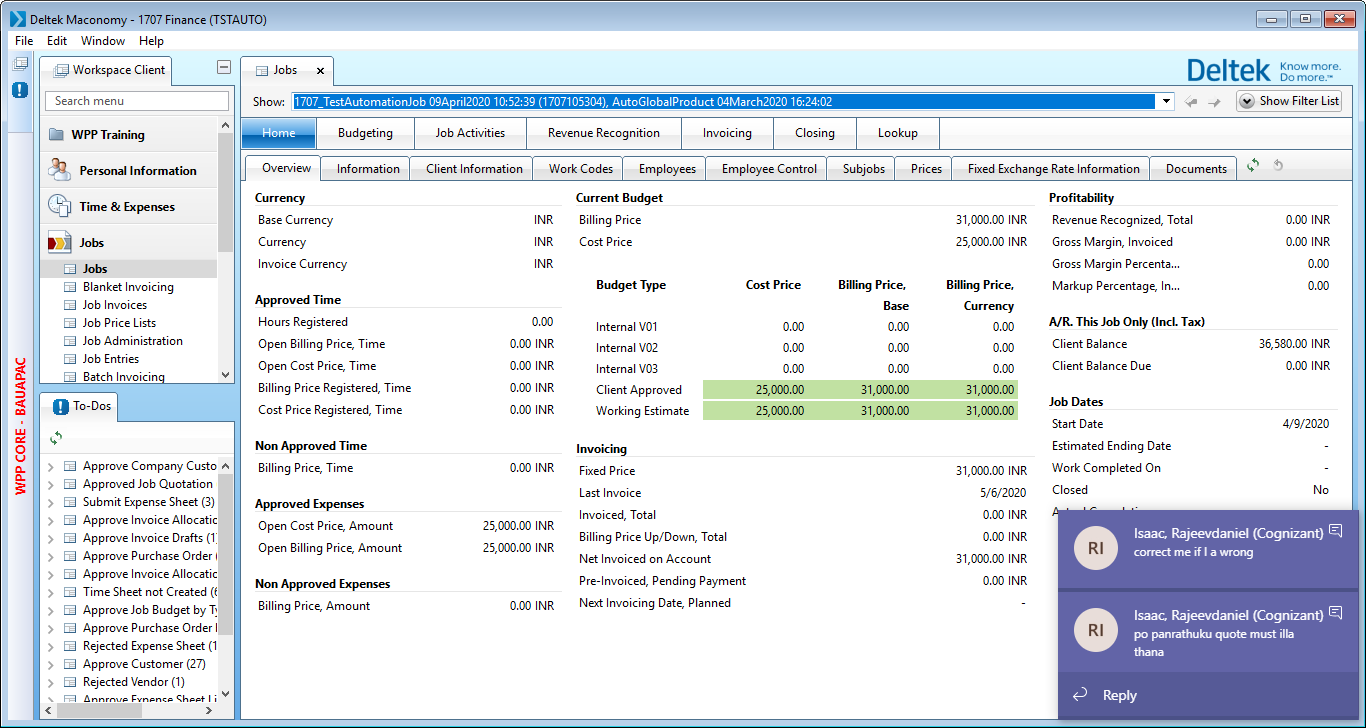 Deltek Maconomy - 1707 Finance (TSTAUTO)
File Edit Window Help
Workspace Client
Search menu
WPP Training
Personal Information
Time & Expenses
Jobs
Jobs
Blanket Invoicing
Job Invoices
Job Price Lists
Job Administration
Job Entries
Batch Invoicing
WPP CORE - BAUAPAC
To-Dos
Approve Company Custo
Approved Job Quotation
Submit Expense Sheet (3)
Approve Invoice Allocatic
Approve Invoice Drafts (1
Approve Purchase Order (
Approve Invoice Allocatic
Time Sheet not Created (6
Approve Job Budget by Ty
Approve Purchase Order I
Rejected Expense Sheet (1
Approve Customer (27)
Rejected Vendor (1)
Approve Expense Sheet Li
Jobs
Deltek Know more.
Do more.™
Show: 1707_TestAutomationJob 09April2020 10:52:39 (1707105304), AutoGlobalProduct 04March2020 16:24:02 Show Filter List
Home Budgeting Job Activities Revenue Recognition Invoicing Closing Lookup
Overview Information Client Information Work Codes Employees Employee Control Subjobs Prices Fixed Exchange Rate Information Documents
Currency
Base Currency INR
Currency INR
Invoice Currency INR
Approved Time
Hours Registered 0.00
Open Billing Price, Time 0.00 INR
Open Cost Price, Time 0.00 INR
Billing Price Registered, Time 0.00 INR
Cost Price Registered, Time 0.00 INR
Non Approved Time
Billing Price, Time 0.00 INR
Approved Expenses
Open Cost Price, Amount 25,000.00 INR
Open Billing Price, Amount 25,000.00 INR
Non Approved Expenses
Billing Price, Amount 0.00 INR
Current Budget
Billing Price 31,000.00 INR
Cost Price 25,000.00 INR
Budget Type Cost Price Billing Price, Billing Price,
Base Currency
Internal V01 0.00 0.00 0.00
Internal V02 0.00 0.00 0.00
Internal V03 0.00 0.00 0.00
Client Approved 25,000.00 31,000.00 31,000.00
Working Estimate 25,000.00 31,000.00 31,000.00
Invoicing
Fixed Price 31,000.00 INR
Last Invoice 5/6/2020
Invoiced, Total 0.00 INR
Billing Price Up/Down, Total 0.00 INR
Net Invoiced on Account 31,000.00 INR
Pre-Invoiced, Pending Payment 0.00 INR
Next Invoicing Date, Planned -
Profitability
Revenue Recognized, Total 0.00 INR
Gross Margin, Invoiced 0.00 INR
Gross Margin Percenta... 0.00
Markup Percentage, In... 0.00
A/R. This Job Only (Incl. Tax)
Client Balance 36,580.00 INR
Client Balance Due 0.00 INR
Job Dates
Start Date 4/9/2020
Estimated Ending Date -
Work Completed On -
Closed No
RI
Isaac, Rajeevdaniel (Cognizant)
correct me if I a wrong
RI
Isaac, Rajeevdaniel (Cognizant)
po panrathuku quote must illa
thana
Reply